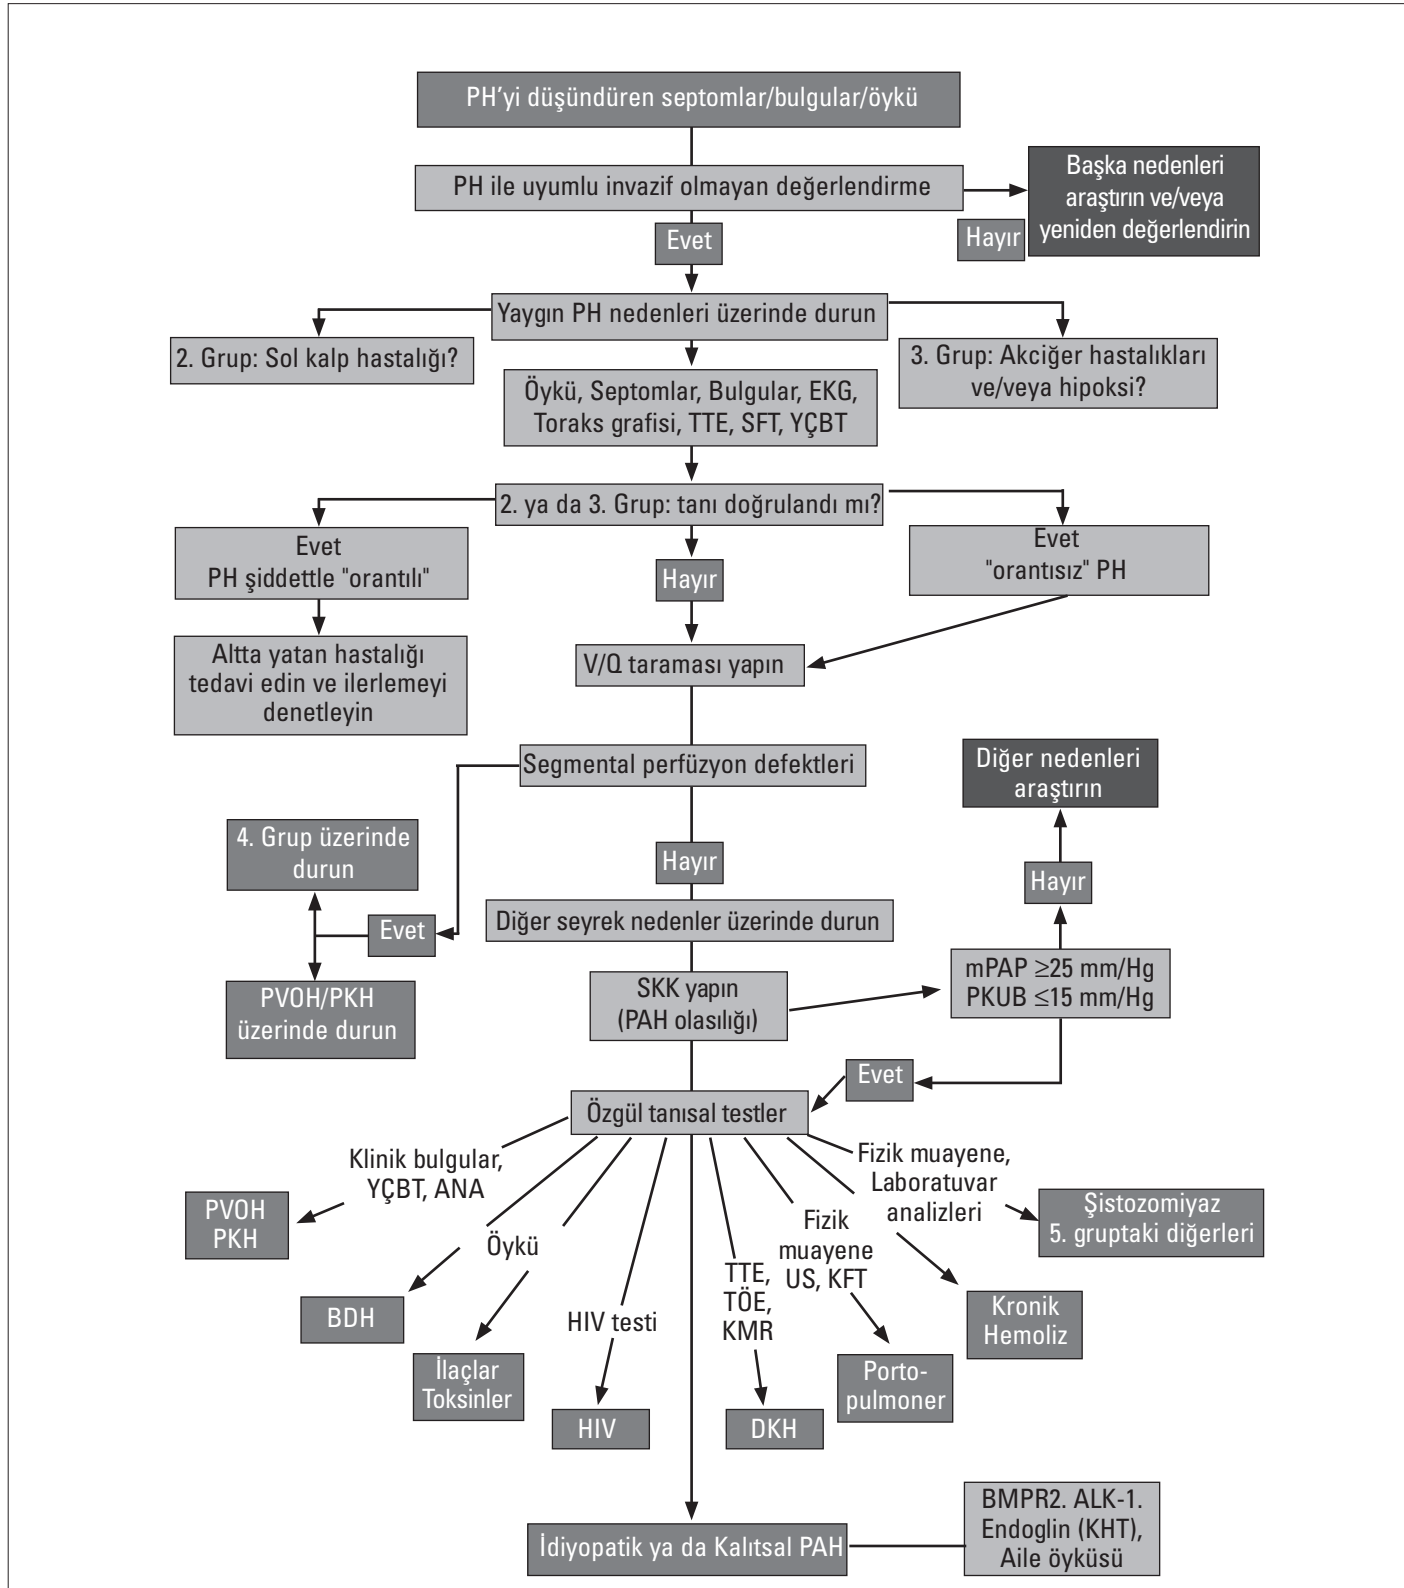 PH'yi düşündüren septomlar/bulgular/öykü
PH ile uyumlu invazif olmayan değerlendirme
Başka nedenleri
araştırın ve/veya
yeniden değerlendirin
Evet
Hayır
Yaygın PH nedenleri üzerinde durun
2. Grup: Sol kalp hastalığı?
3. Grup: Akciğer hastalıkları
ve/veya hipoksi?
Öykü, Septomlar, Bulgular, EKG,
Toraks grafisi, TTE, SFT, YÇBT
2. ya da 3. Grup: tanı doğrulandı mı?
Evet
PH şiddettle "orantılı"
Hayır
Evet
"orantısız" PH
Altta yatan hastalığı
tedavi edin ve ilerlemeyi
denetleyin
V/Q taraması yapın
Segmental perfüzyon defektleri
Diğer nedenleri
araştırın
4. Grup üzerinde
durun
Hayır
Hayır
Evet
Diğer seyrek nedenler üzerinde durun
PVOH/PKH
üzerinde durun
SKK yapın
(PAH olasılığı)
mPAP ≥25 mm/Hg
PKUB ≤15 mm/Hg
Evet
Özgül tanısal testler
Klinik bulgular,
YÇBT, ANA
Fizik muayene,
Laboratuvar
analizleri
PVOH
PKH
Öykü
Fizik
muayene
US, KFT
Şistozomiyaz
5. gruptaki diğerleri
TTE,
TÖE,
KMR
BDH
HIV testi
Kronik
Hemoliz
İlaçlar
Toksinler
Porto-
pulmoner
HIV
DKH
İdiyopatik ya da Kalıtsal PAH
BMPR2. ALK-1.
Endoglin (KHT),
Aile öyküsü